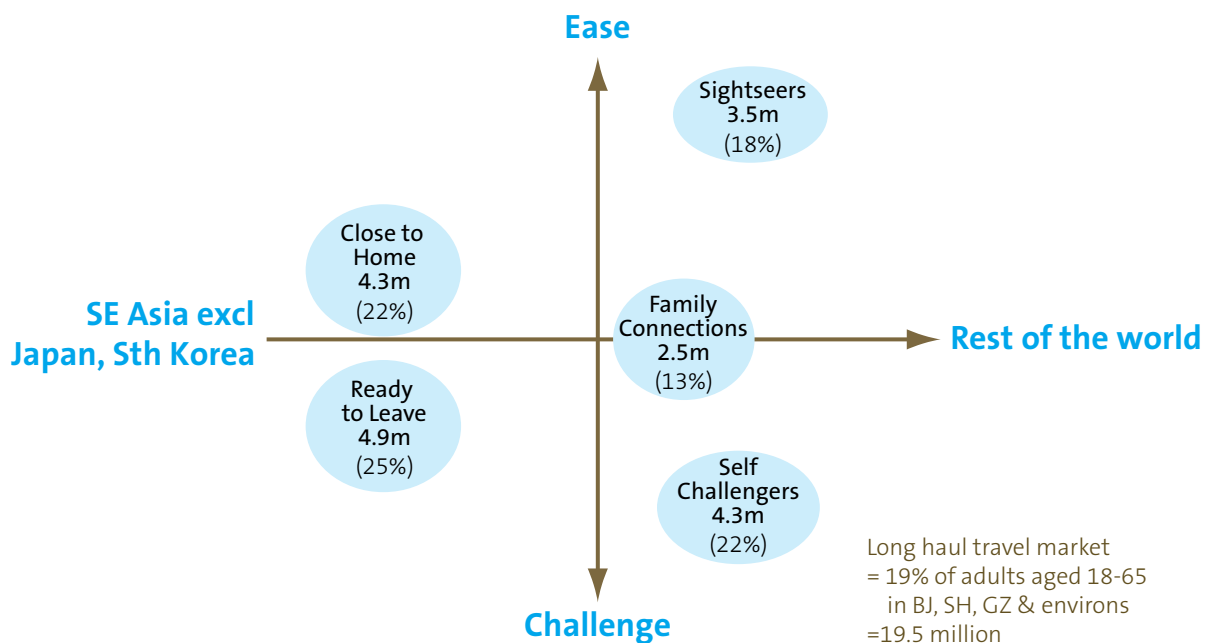 Ease
Sightseers
3.5m
(18%)
Close to
Home
4.3m
(22%)
SE Asia excl
Japan, Sth Korea
Family
Connections
2.5m
(13%)
Rest of the world
Ready
to Leave
4.9m
(25%)
Self
Challengers
4.3m
(22%)
Long haul travel market
= 19% of adults aged 18-65
in BJ, SH, GZ & environs
=19.5 million
Challenge